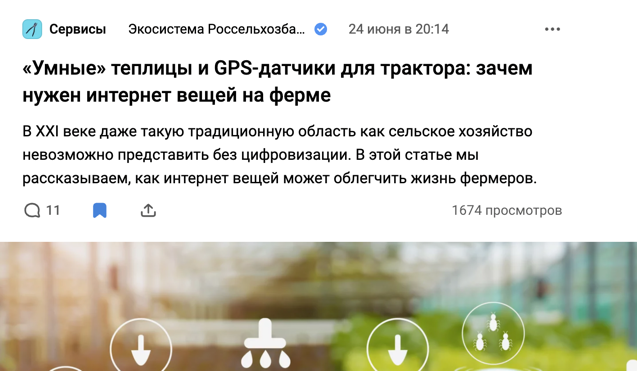 Сервисы Экосистема Россельхозба... 24 июня в 20:14
«Умные» теплицы и GPS-датчики для трактора: зачем
нужен интернет вещей на ферме
В XXI веке даже такую традиционную область как сельское хозяйство
невозможно представить без цифровизации. В этой статье мы
рассказываем, как интернет вещей может облегчить жизнь фермеров.
11 1674 просмотров